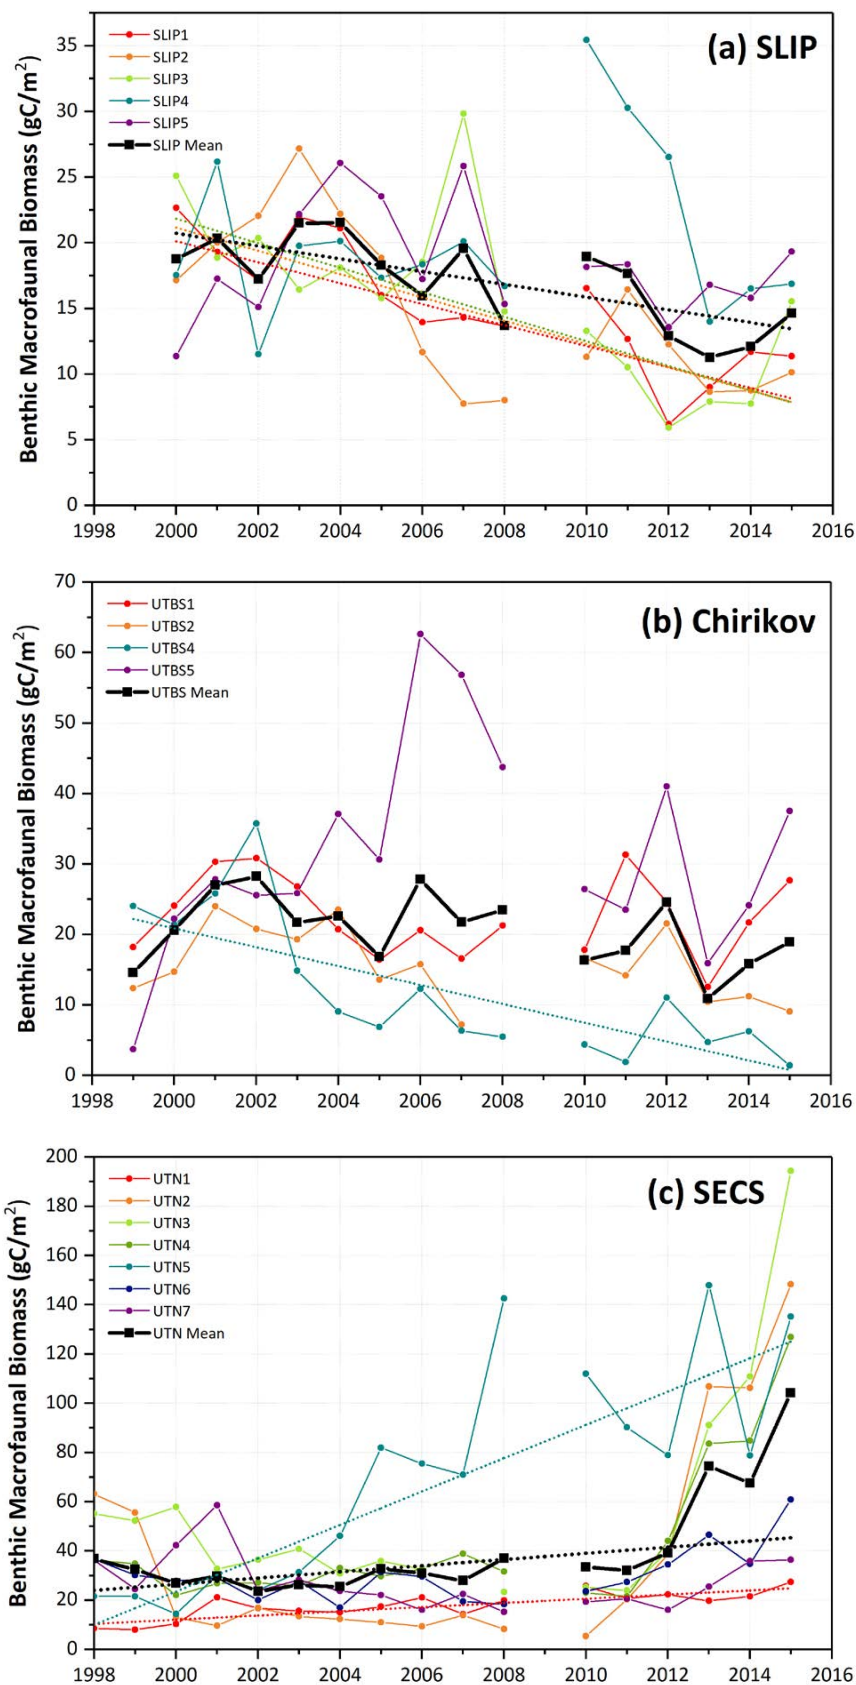 (a) SLIP
SLIP1
SLIP2
SLIP3
SLIP4
SLIP5
SLIP Mean
Benthic Macrofaunal Biomass (gC/m²)
35
30
25
20
15
10
5
0
1998 2000 2002 2004 2006 2008 2010 2012 2014 2016
(b) Chirikov
UTBS1
UTBS2
UTBS4
UTBS5
UTBS Mean
Benthic Macrofaunal Biomass (gC/m²)
70
60
50
40
30
20
10
0
1998 2000 2002 2004 2006 2008 2010 2012 2014 2016
(c) SECS
UTN1
UTN2
UTN3
UTN4
UTN5
UTN6
UTN7
UTN Mean
Benthic Macrofaunal Biomass (gC/m²)
200
180
160
140
120
100
80
60
40
20
0
1998 2000 2002 2004 2006 2008 2010 2012 2014 2016